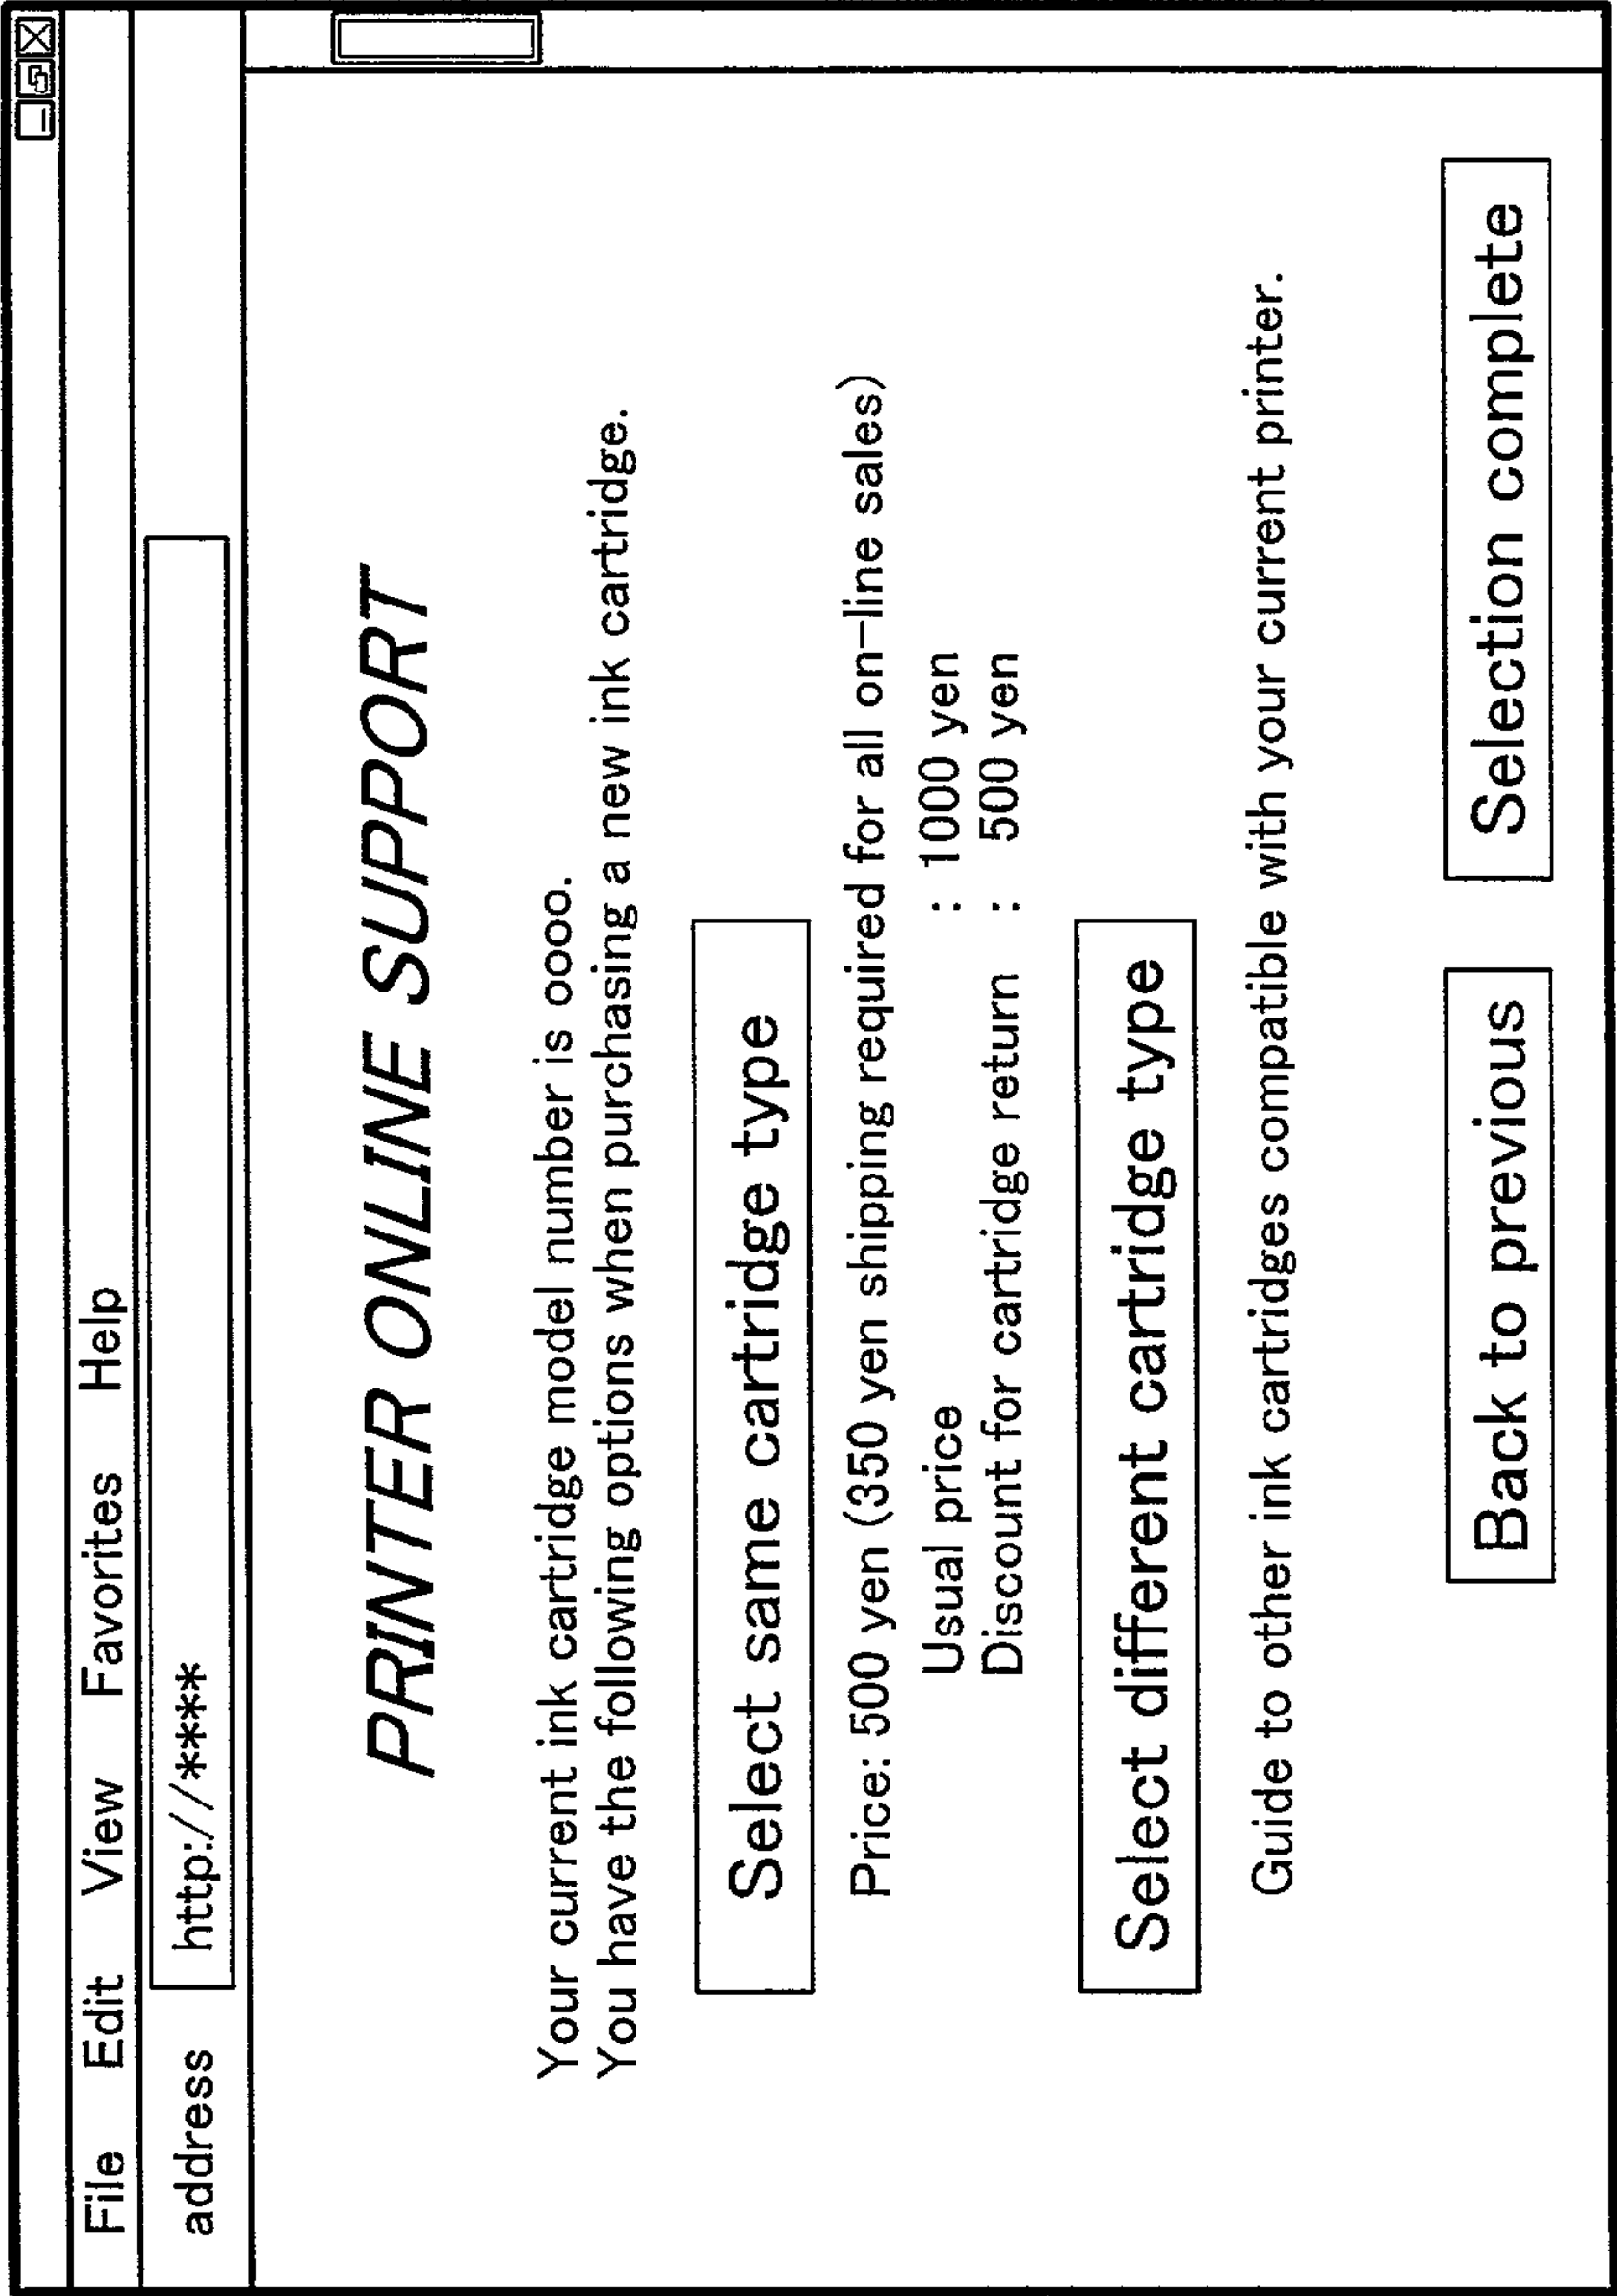 File Edit View Favorites Help
address http://****
PRINTER ONLINE SUPPORT
Your current ink cartridge model number is oooo.
You have the following options when purchasing a new ink cartridge.
Select same cartridge type
Price: 500 yen (350 yen shipping required for all on-line sales)
Usual price : 1000 yen
Discount for cartridge return : 500 yen
Select different cartridge type
Guide to other ink cartridges compatible with your current printer.
Back to previous Selection complete